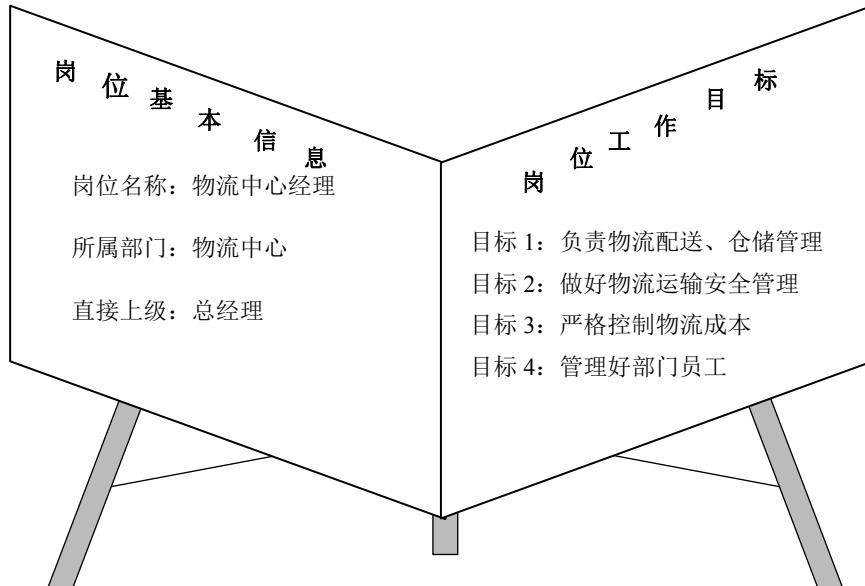 岗位基本信息
岗位名称：物流中心经理
所属部门：物流中心
直接上级：总经理
岗位工作目标
目标 1：负责物流配送、仓储管理
目标 2：做好物流运输安全管理
目标 3：严格控制物流成本
目标 4：管理好部门员工